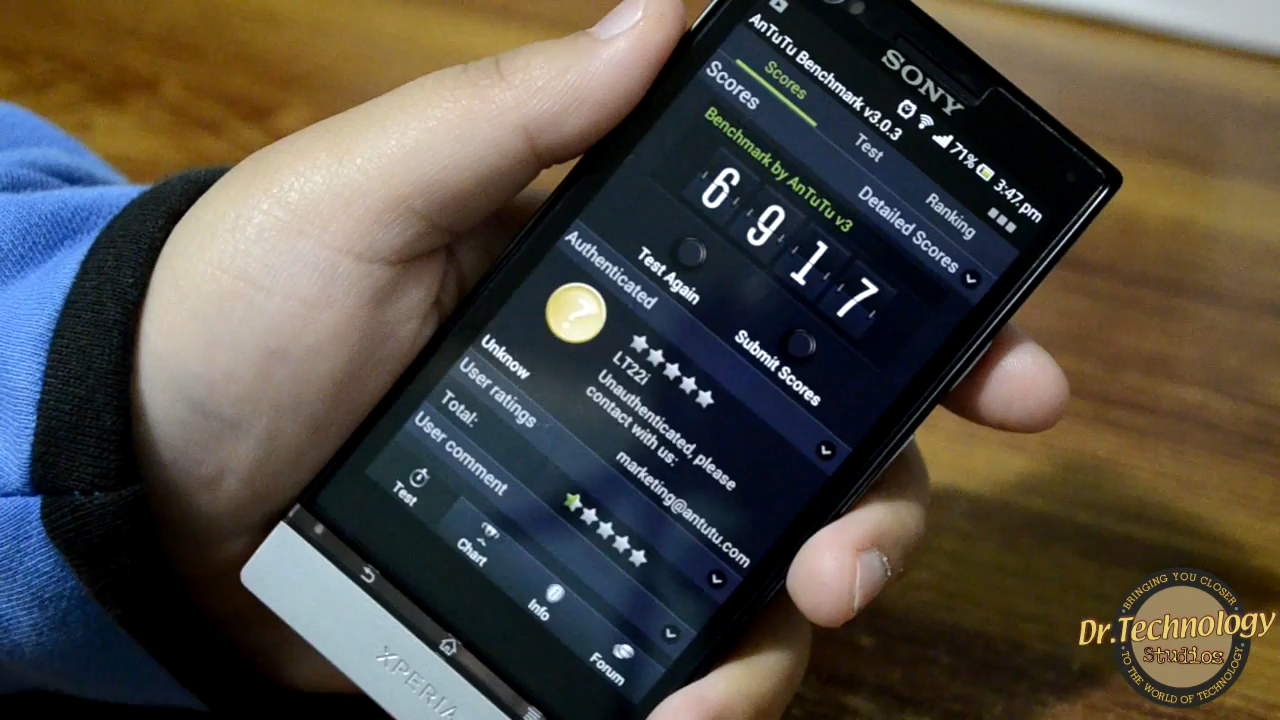 SONY
71% 3:47 pm
AnTuTu Benchmark v3.0.3
Scores
Test
Ranking
Scores
Detailed Scores
Benchmark by AnTuTu v3
6917
Test Again
Submit Scores
Authenticated
?
LT22i
Unknow
Unauthenticated, please
contact with us:
marketing@antutu.com
User ratings
Total:
User comment
Test
Chart
Info
Forum
XPERIA
BRINGING YOU CLOSER
Dr.Technology
Studios
TO THE WORLD OF TECHNOLOGY